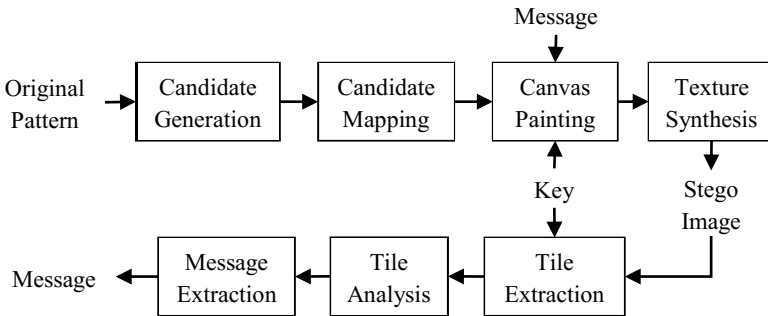 Message
Original
Pattern
Candidate
Generation
Candidate
Mapping
Canvas
Painting
Texture
Synthesis
Key
Stego
Image
Message
Message
Extraction
Tile
Analysis
Tile
Extraction